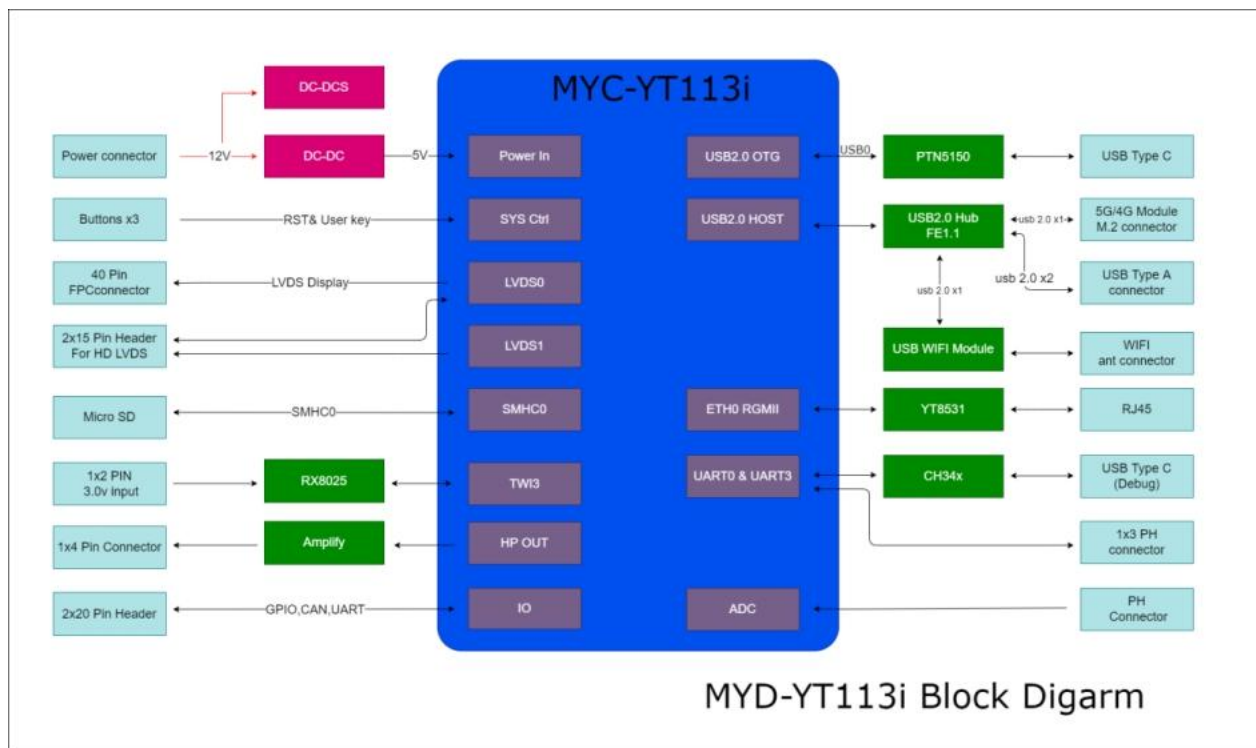 MYC-YT113i
DC-DCS
Power connector
12V
DC-DC
5V
Power In
Buttons x3
RST& User key
SYS Ctrl
40 Pin
FPCconnector
LVDS Display
LVDS0
2x15 Pin Header
For HD LVDS
LVDS1
Micro SD
SMHC0
SMHC0
1x2 PIN
3.0v input
RX8025
TWI3
1x4 Pin Connector
Amplify
HP OUT
2x20 Pin Header
GPIO,CAN,UART
IO
USB2.0 OTG
USB0
PTN5150
USB Type C
USB2.0 HOST
USB2.0 Hub
FE1.1
usb 2.0 x1
5G/4G Module
M.2 connector
usb 2.0 x2
USB Type A
connector
usb 2.0 x1
USB WIFI Module
WIFI
ant connector
ETH0 RGMII
YT8531
RJ45
UART0 & UART3
CH34x
USB Type C
(Debug)
1x3 PH
connector
ADC
PH
Connector
MYD-YT113i Block Digarm